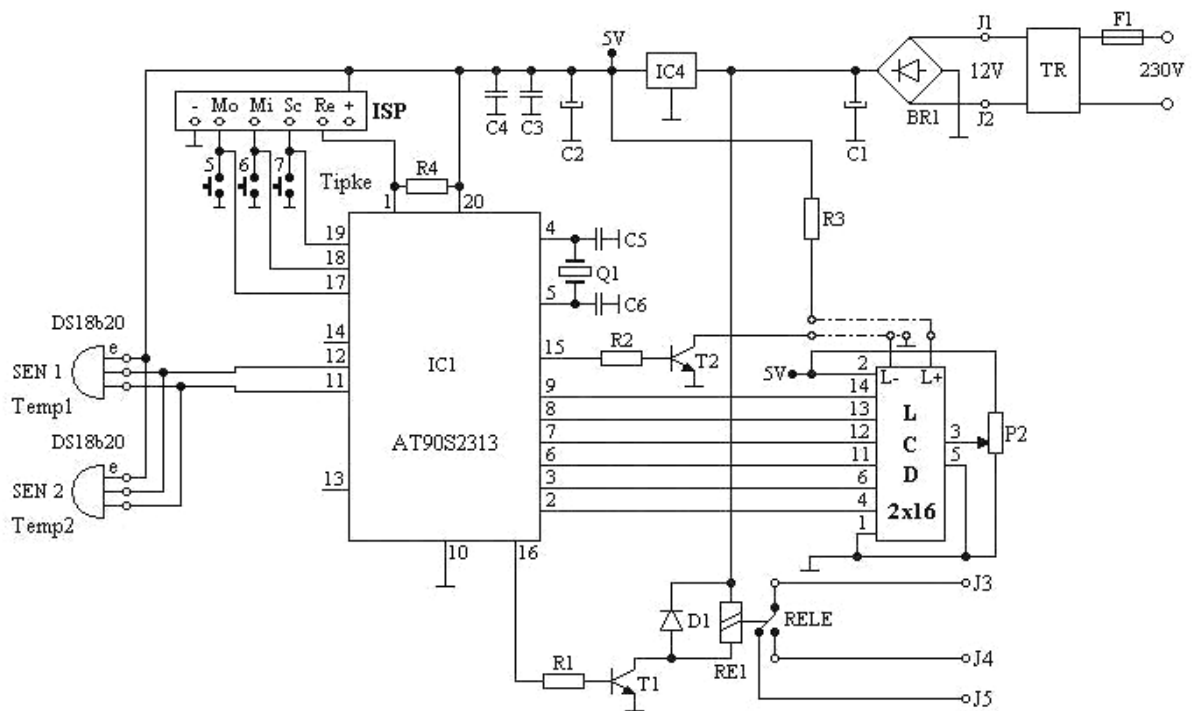 J1
F1
5V
IC4
12V
TR
230V
- Mo Mi Sc Re +
ISP
C4
C3
C2
C1
BR1
J2
5
6
7
Tipke
R4
1
20
R3
19
18
17
4
C5
Q1
5
C6
DS18b20
e
SEN 1
Temp1
14
12
11
IC1
15
R2
T2
AT90S2313
9
8
7
6
3
2
5V
2
14
13
12
11
6
4
1
L-
L+
L
C
D
2x16
3
5
P2
DS18b20
e
SEN 2
Temp2
13
10
16
D1
RE1
RELE
J3
J4
J5
R1
T1